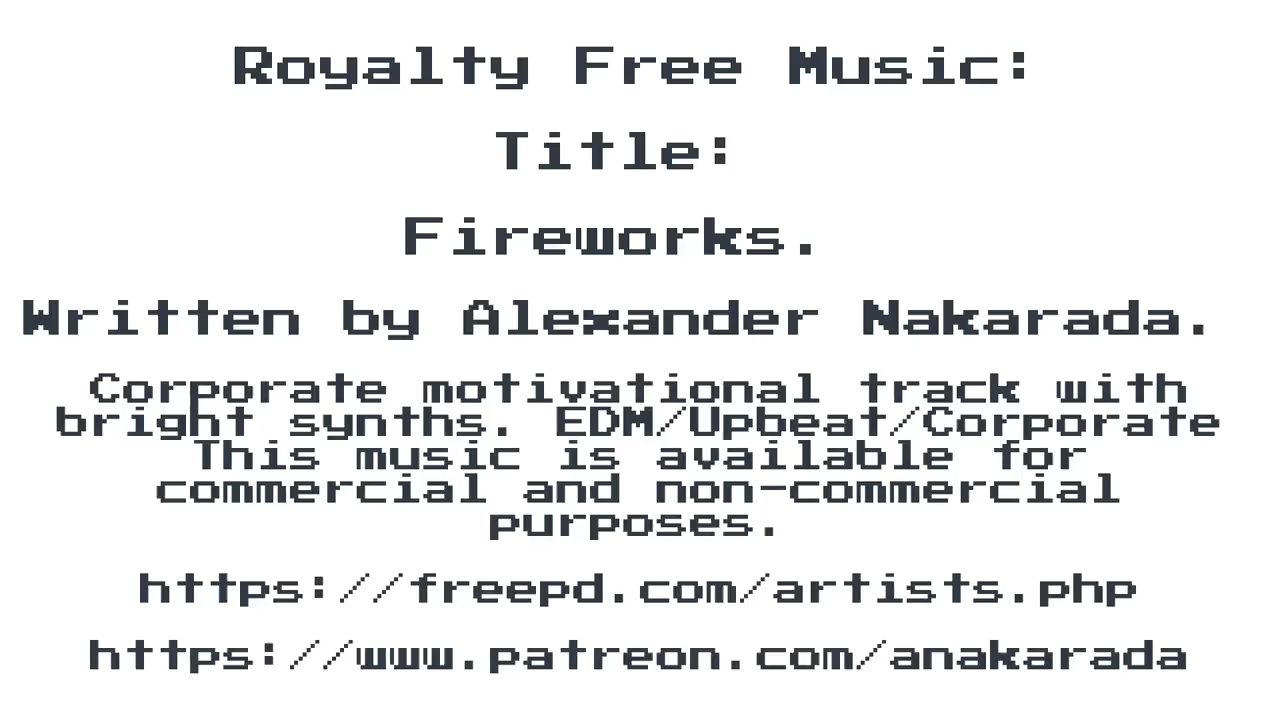 Royalty Free Music:
Title:
Fireworks.
Written by Alexander Nakarada.
Corporate motivational track with
bright synths. EDM/Upbeat/Corporate
This music is available for
commercial and non-commercial
purposes.
https://freepd.com/artists.php
https://www.patreon.com/anakarada